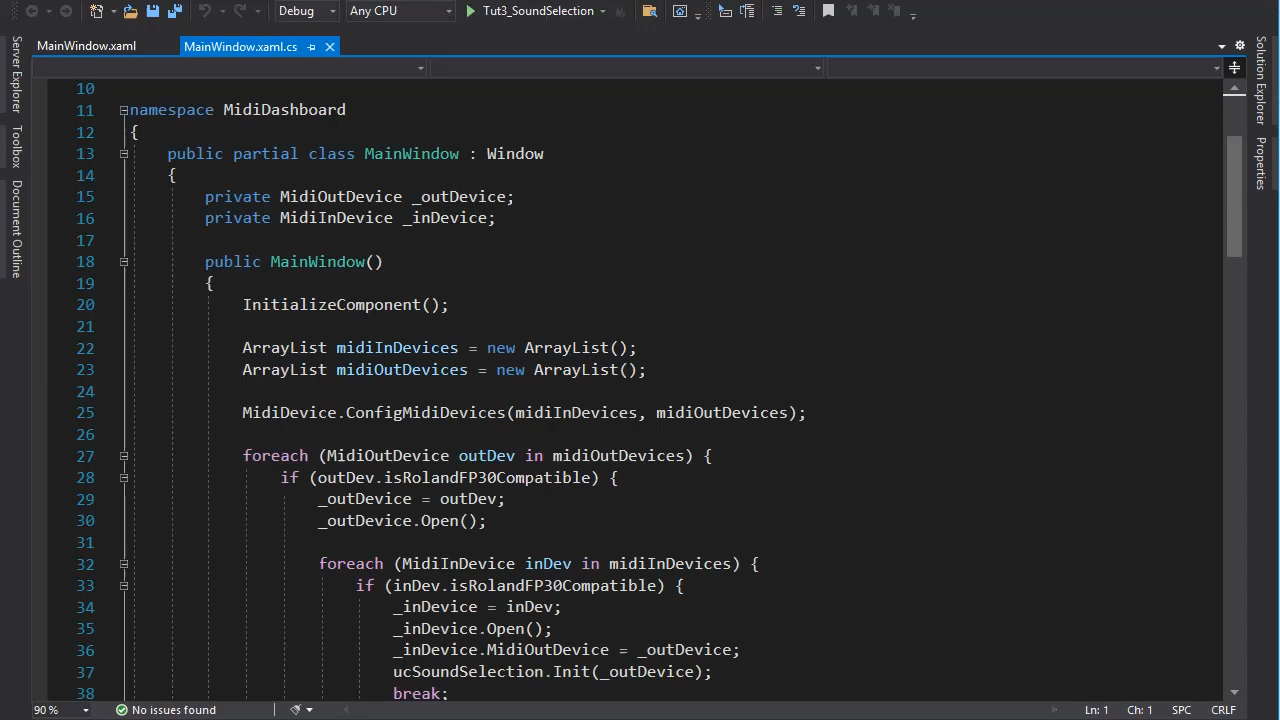 Debug
Any CPU
Tut3_SoundSelection
MainWindow.xaml
MainWindow.xaml.cs
Server Explorer
Toolbox
Document Outline
Solution Explorer
Properties
10
11 namespace MidiDashboard
12 {
13 public partial class MainWindow : Window
14 {
15 private MidiOutDevice _outDevice;
16 private MidiInDevice _inDevice;
17
18 public MainWindow()
19 {
20 InitializeComponent();
21
22 ArrayList midiInDevices = new ArrayList();
23 ArrayList midiOutDevices = new ArrayList();
24
25 MidiDevice.ConfigMidiDevices(midiInDevices, midiOutDevices);
26
27 foreach (MidiOutDevice outDev in midiOutDevices) {
28 if (outDev.isRolandFP30Compatible) {
29 _outDevice = outDev;
30 _outDevice.Open();
31
32 foreach (MidiInDevice inDev in midiInDevices) {
33 if (inDev.isRolandFP30Compatible) {
34 _inDevice = inDev;
35 _inDevice.Open();
36 _inDevice.MidiOutDevice = _outDevice;
37 ucSoundSelection.Init(_outDevice);
38 break;
90 %
No issues found
Ln: 1
Ch: 1
SPC
CRLF